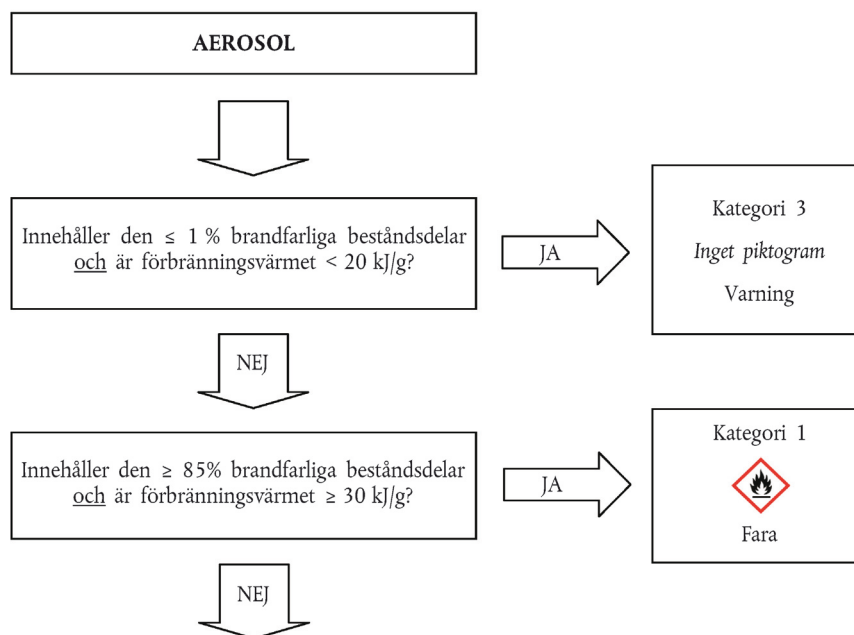 AEROSOL
Innehåller den ≤ 1 % brandfarliga beståndsdelar
och är förbränningsvärmet < 20 kJ/g?
JA
Kategori 3
Inget piktogram
Varning
NEJ
Innehåller den ≥ 85% brandfarliga beståndsdelar
och är förbränningsvärmet ≥ 30 kJ/g?
JA
Kategori 1
Fara
NEJ